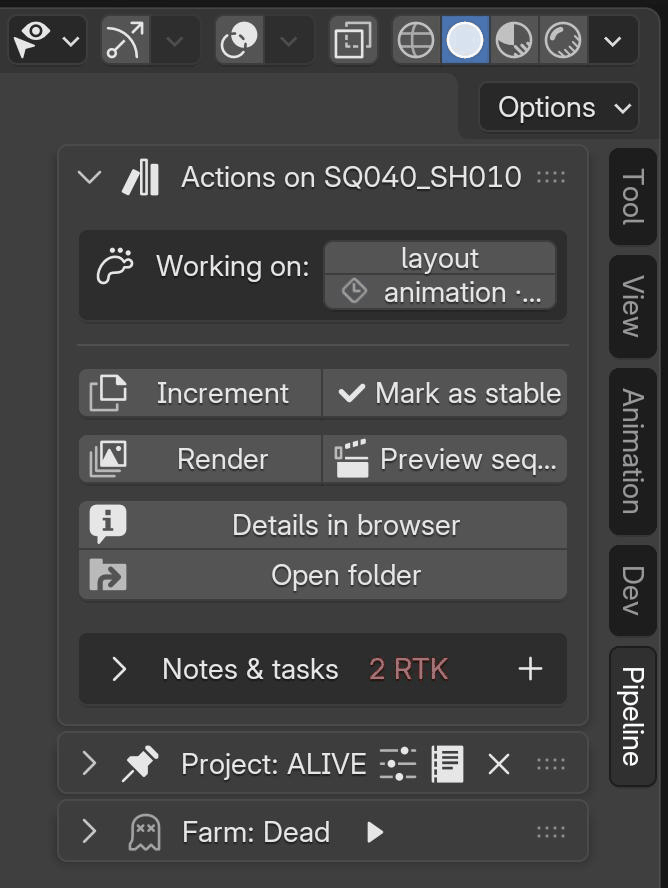 Options
Actions on SQ040_SH010
Working on:
layout
animation ·...
Increment
Mark as stable
Render
Preview seq...
Details in browser
Open folder
Notes & tasks 2 RTK
Project: ALIVE
Farm: Dead
Tool
View
Animation
Dev
Pipeline